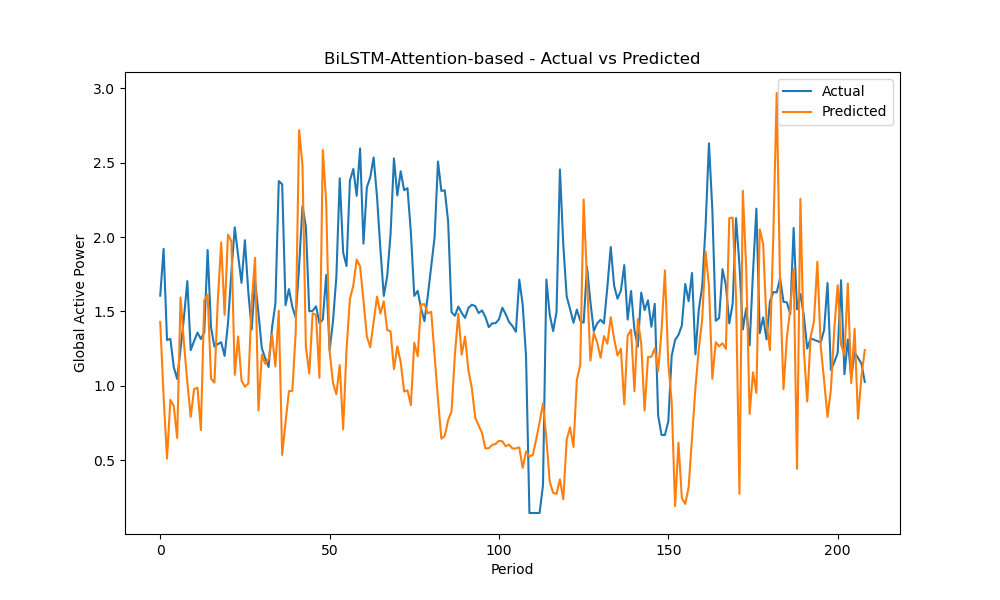 BiLSTM-Attention-based - Actual vs Predicted
Actual
Predicted
3.0
2.5
2.0
1.5
1.0
0.5
Global Active Power
0 50 100 150 200
Period